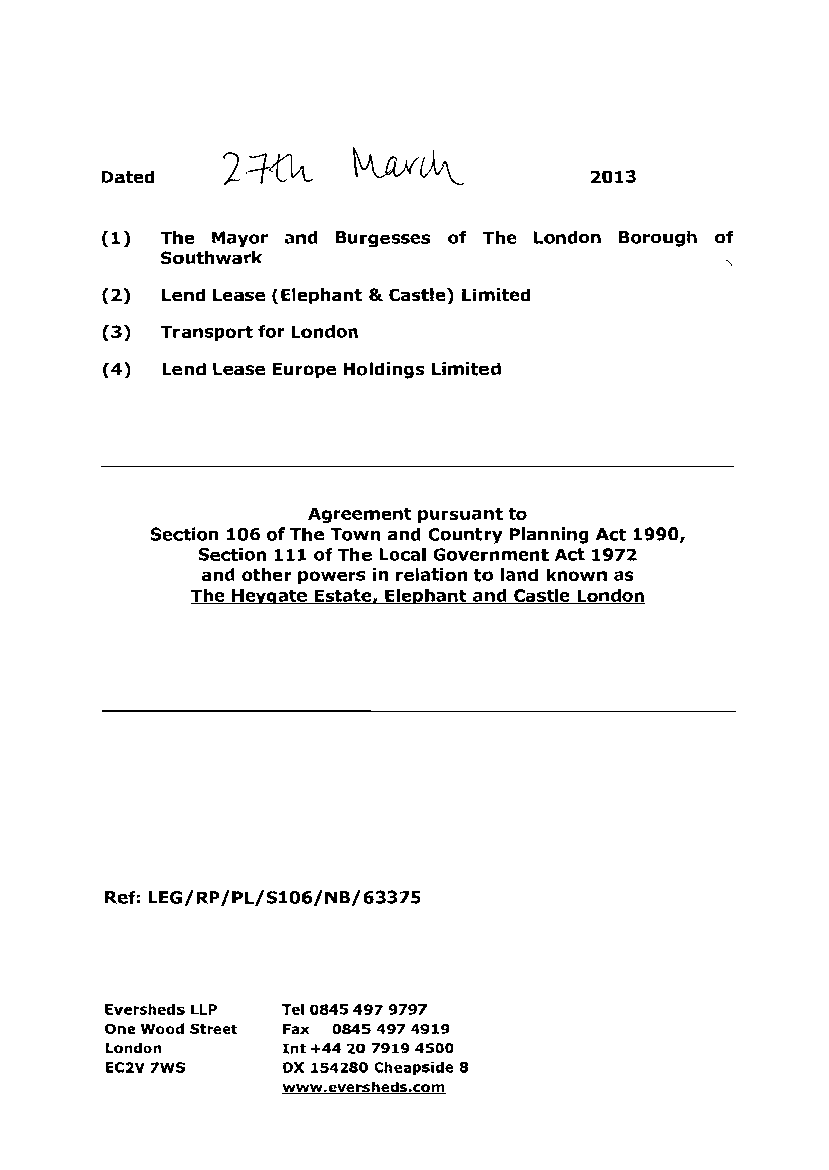 Dated 27th March 2013
(1) The Mayor and Burgesses of The London Borough of
Southwark
(2) Lend Lease (Elephant & Castle) Limited
(3) Transport for London
(4) Lend Lease Europe Holdings Limited
Agreement pursuant to
Section 106 of The Town and Country Planning Act 1990,
Section 111 of The Local Government Act 1972
and other powers in relation to land known as
The Heygate Estate, Elephant and Castle London
Ref: LEG/RP/PL/S106/NB/63375
Eversheds LLP Tel 0845 497 9797
One Wood Street Fax 0845 497 4919
London Int +44 20 7919 4500
EC2V 7WS DX 154280 Cheapside 8
www.eversheds.com